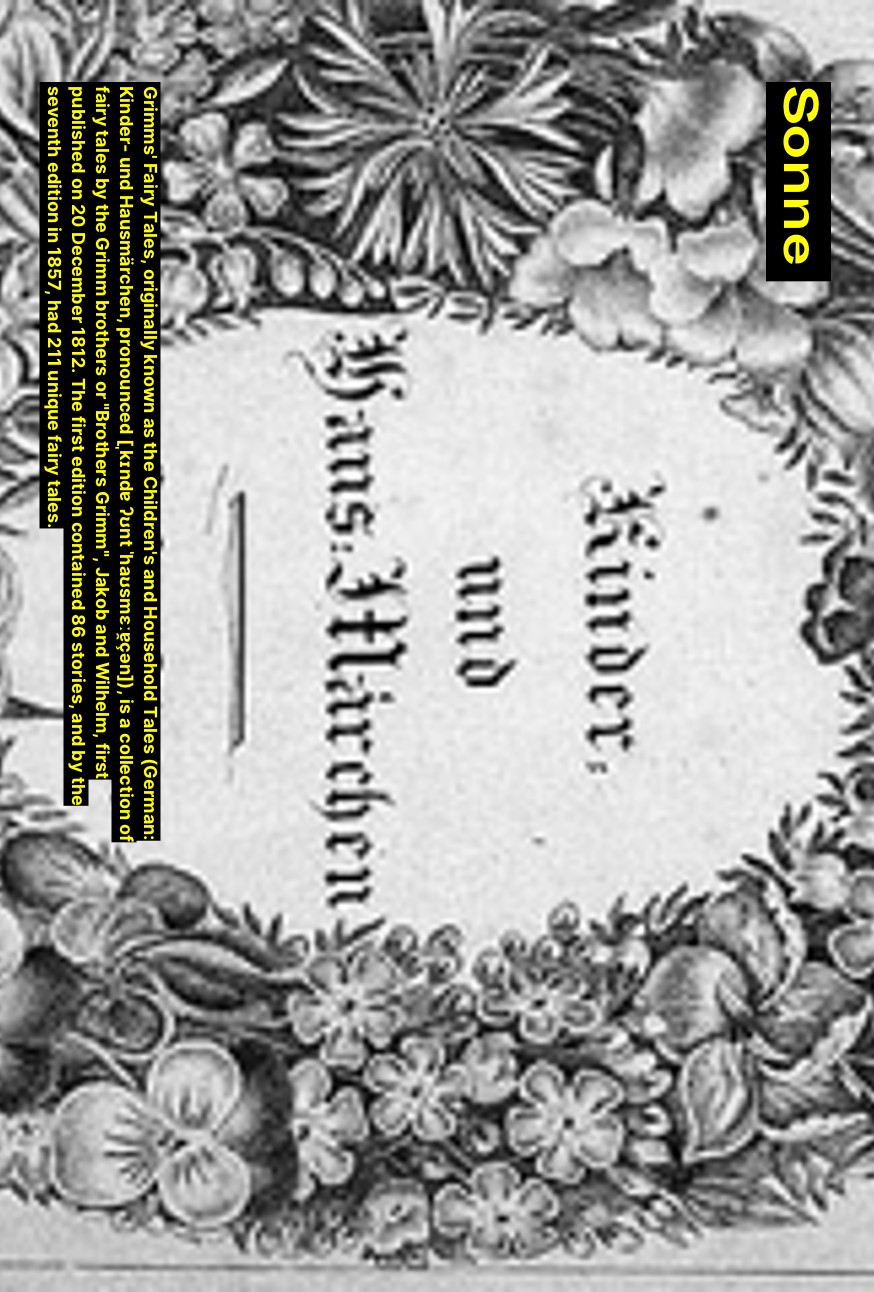 Sonne
Kinder,
und
Haus-Märchen
Grimms' Fairy Tales, originally known as the Children's and Household Tales (German:
Kinder- und Hausmärchen, pronounced [ˌkɪndɐ ʔʊnt ˈhaʊsmɛːɐ̯çən]), is a collection of
fairy tales by the Grimm brothers or "Brothers Grimm", Jakob and Wilhelm, first
published on 20 December 1812. The first edition contained 86 stories, and by the
seventh edition in 1857, had 211 unique fairy tales.